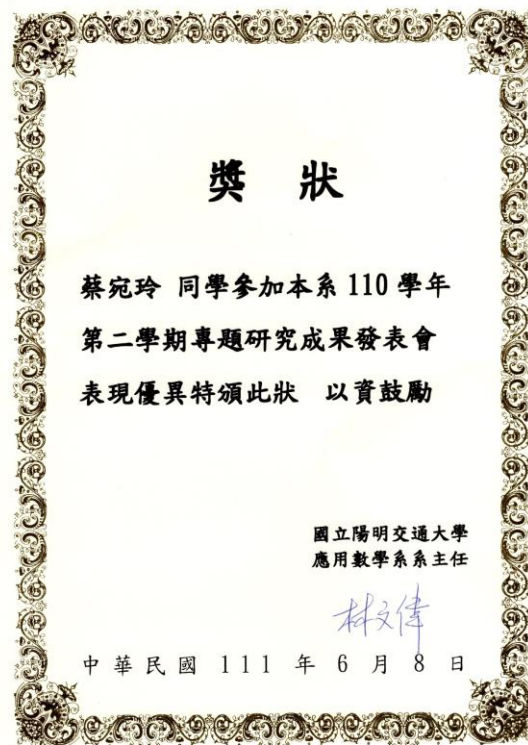 獎狀
蔡宛玲 同學參加本系 110 學年
第二學期專題研究成果發表會
表現優異特頒此狀 以資鼓勵
國立陽明交通大學
應用數學系系主任
林文偉
中華民國 111 年 6 月 8 日